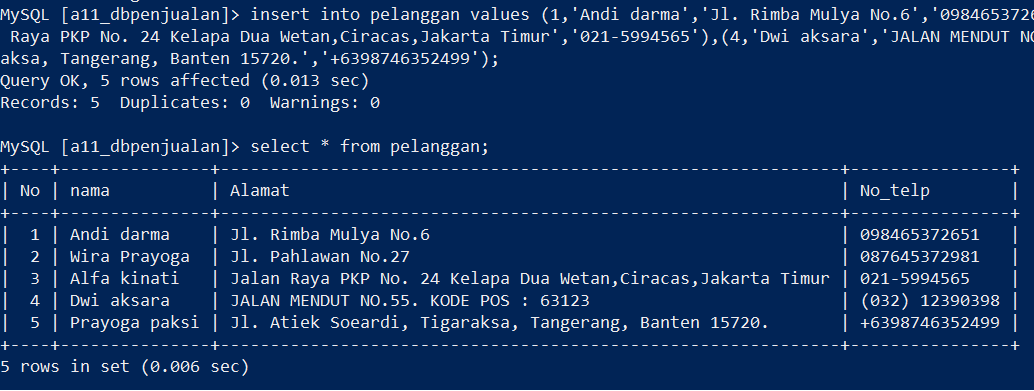 MySQL [a11_dbpenjualan]> insert into pelanggan values (1,'Andi darma','Jl. Rimba Mulya No.6','09846537265
 Raya PKP No. 24 Kelapa Dua Wetan,Ciracas,Jakarta Timur','021-5994565'),(4,'Dwi aksara','JALAN MENDUT NO
aksa, Tangerang, Banten 15720.','+6398746352499');
Query OK, 5 rows affected (0.013 sec)
Records: 5  Duplicates: 0  Warnings: 0
MySQL [a11_dbpenjualan]> select * from pelanggan;
+----+---------------+-------------------------------------------------------------+----------------+
| No | nama          | Alamat                                                      | No_telp        |
+----+---------------+-------------------------------------------------------------+----------------+
|  1 | Andi darma    | Jl. Rimba Mulya No.6                                        | 098465372651   |
|  2 | Wira Prayoga  | Jl. Pahlawan No.27                                          | 087645372981   |
|  3 | Alfa kinati   | Jalan Raya PKP No. 24 Kelapa Dua Wetan,Ciracas,Jakarta Timur | 021-5994565    |
|  4 | Dwi aksara    | JALAN MENDUT NO.55. KODE POS : 63123                        | (032) 12390398 |
|  5 | Prayoga paksi | Jl. Atiek Soeardi, Tigaraksa, Tangerang, Banten 15720.      | +6398746352499 |
+----+---------------+-------------------------------------------------------------+----------------+
5 rows in set (0.006 sec)